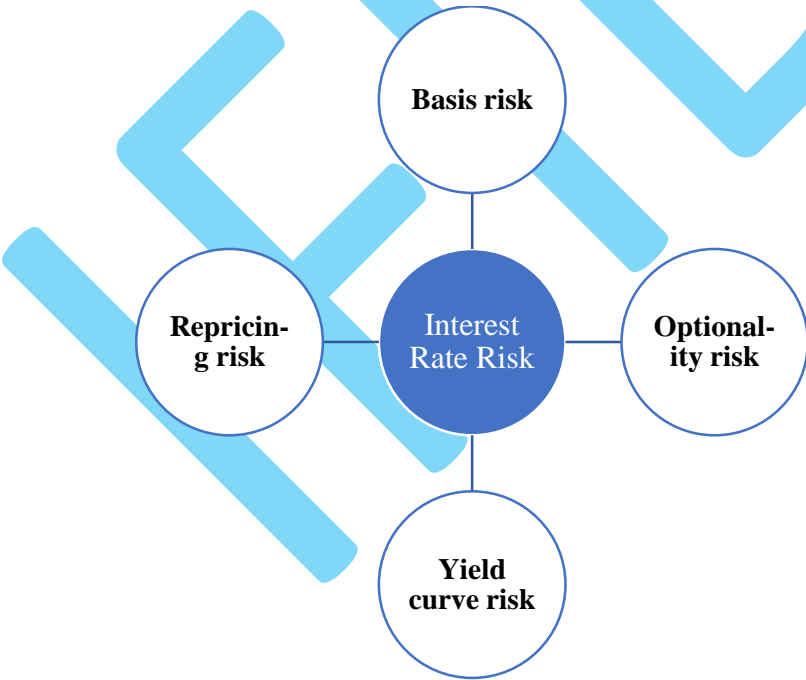 Basis risk
Repricin-
g risk
Interest
Rate Risk
Optional-
ity risk
Yield
curve risk